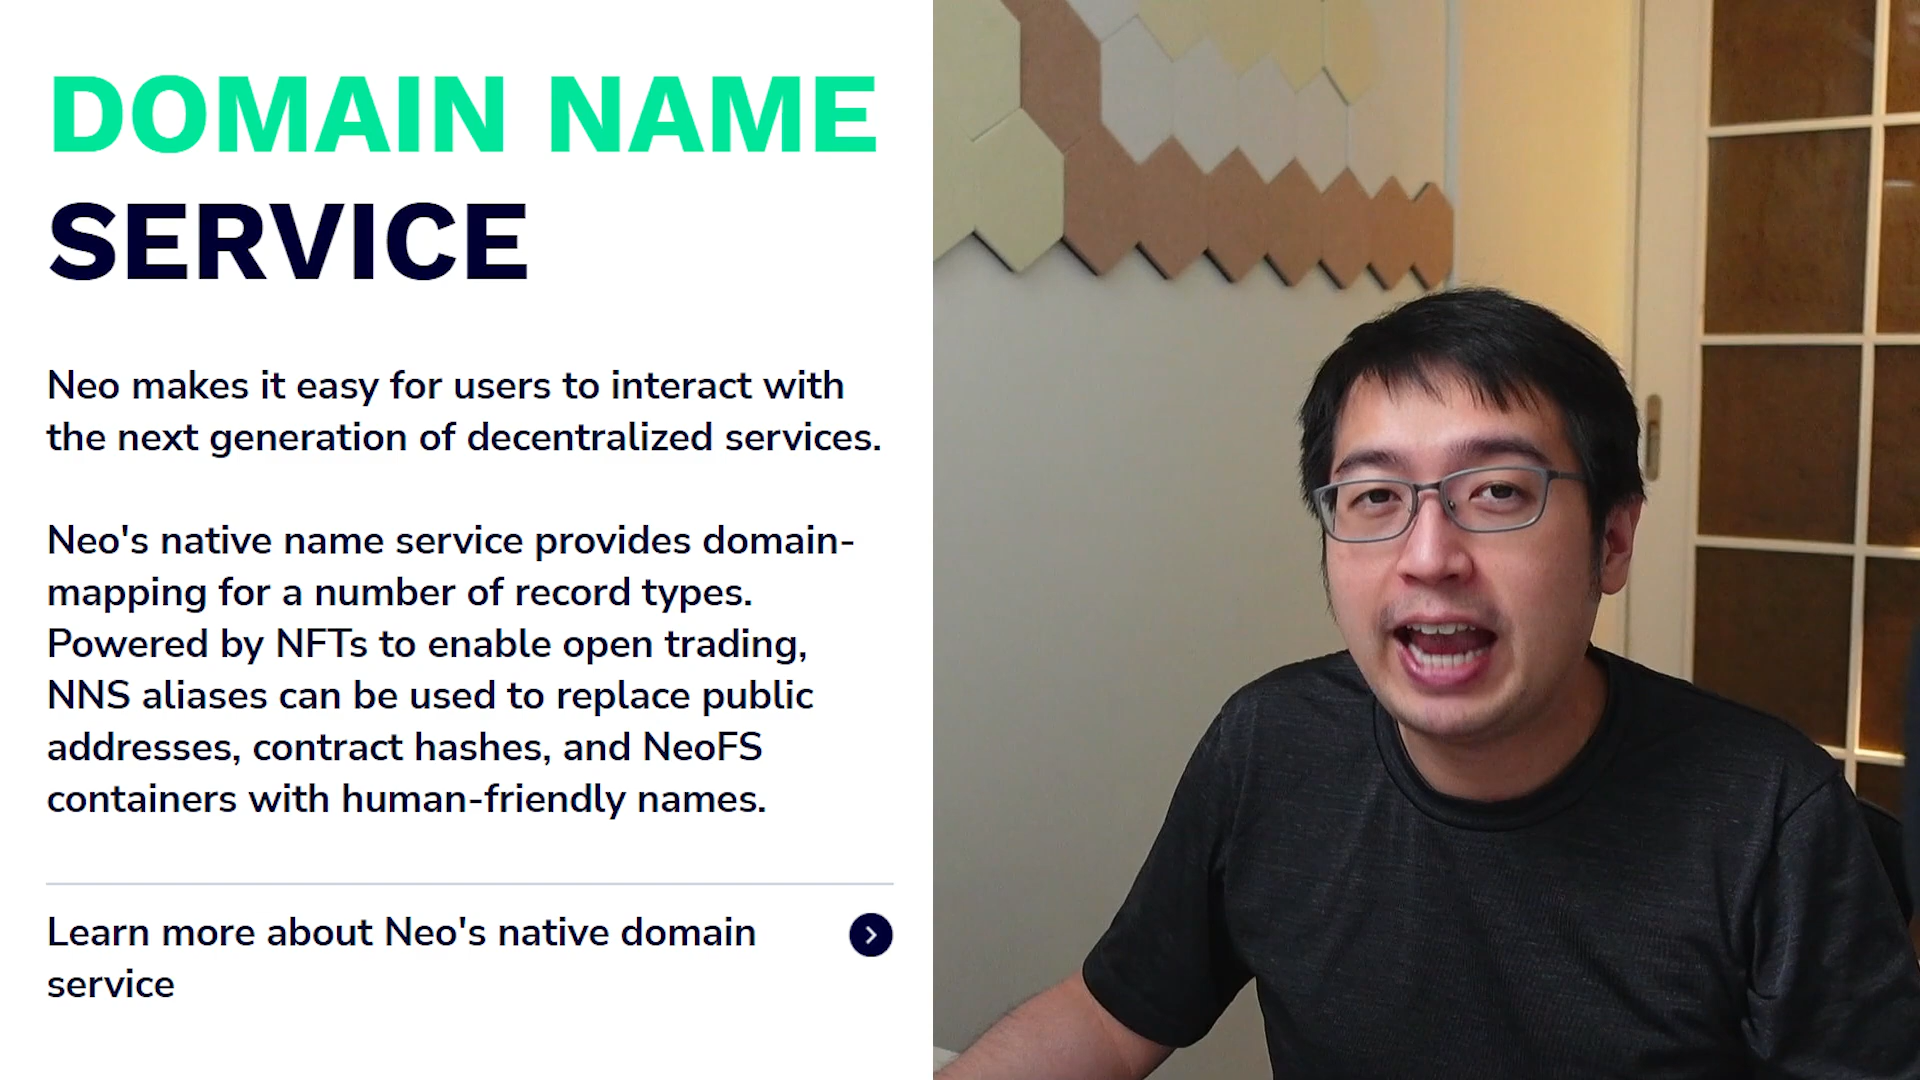 DOMAIN NAME
SERVICE
Neo makes it easy for users to interact with
the next generation of decentralized services.
Neo's native name service provides domain-
mapping for a number of record types.
Powered by NFTs to enable open trading,
NNS aliases can be used to replace public
addresses, contract hashes, and NeoFS
containers with human-friendly names.
Learn more about Neo's native domain
service